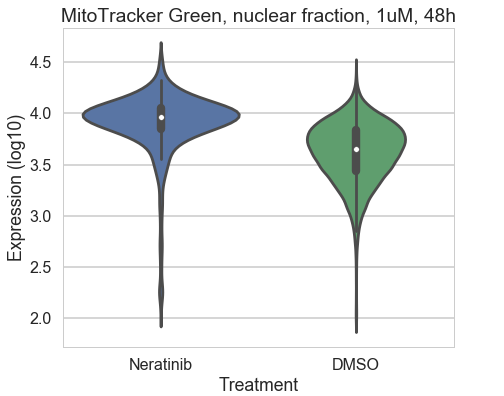 MitoTracker Green, nuclear fraction, 1uM, 48h
Expression (log10)
4.5
4.0
3.5
3.0
2.5
2.0
Neratinib DMSO
Treatment